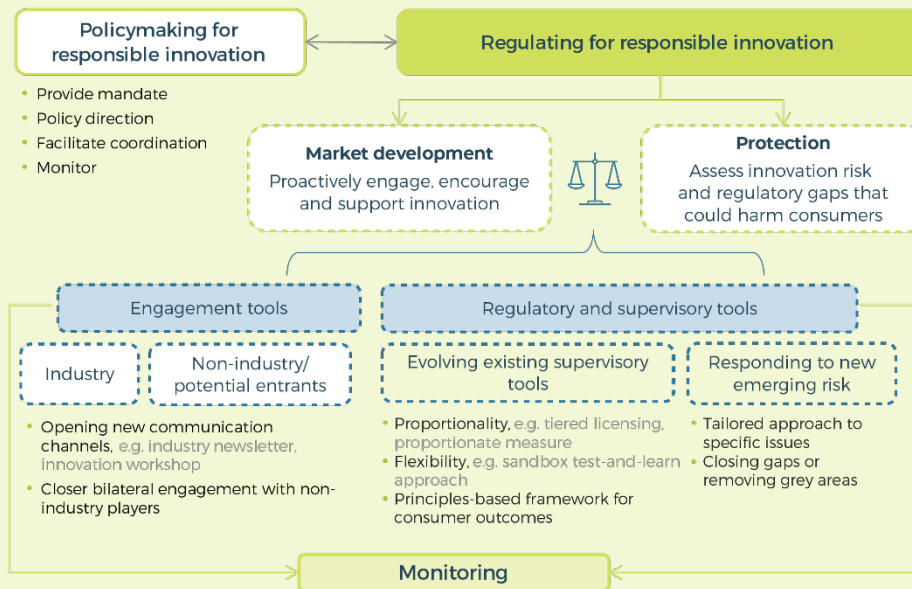 Policymaking for
responsible innovation
Regulating for responsible innovation
• Provide mandate
• Policy direction
• Facilitate coordination
• Monitor
Market development
Proactively engage, encourage
and support innovation
Protection
Assess innovation risk
and regulatory gaps that
could harm consumers
Engagement tools
Regulatory and supervisory tools
Industry
Non-industry/
potential entrants
Evolving existing supervisory
tools
Responding to new
emerging risk
• Opening new communication
channels, e.g. industry newsletter,
innovation workshop
• Closer bilateral engagement with non-
industry players
• Proportionality, e.g. tiered licensing,
proportionate measure
• Flexibility, e.g. sandbox test-and-learn
approach
• Principles-based framework for
consumer outcomes
• Tailored approach to
specific issues
• Closing gaps or
removing grey areas
Monitoring